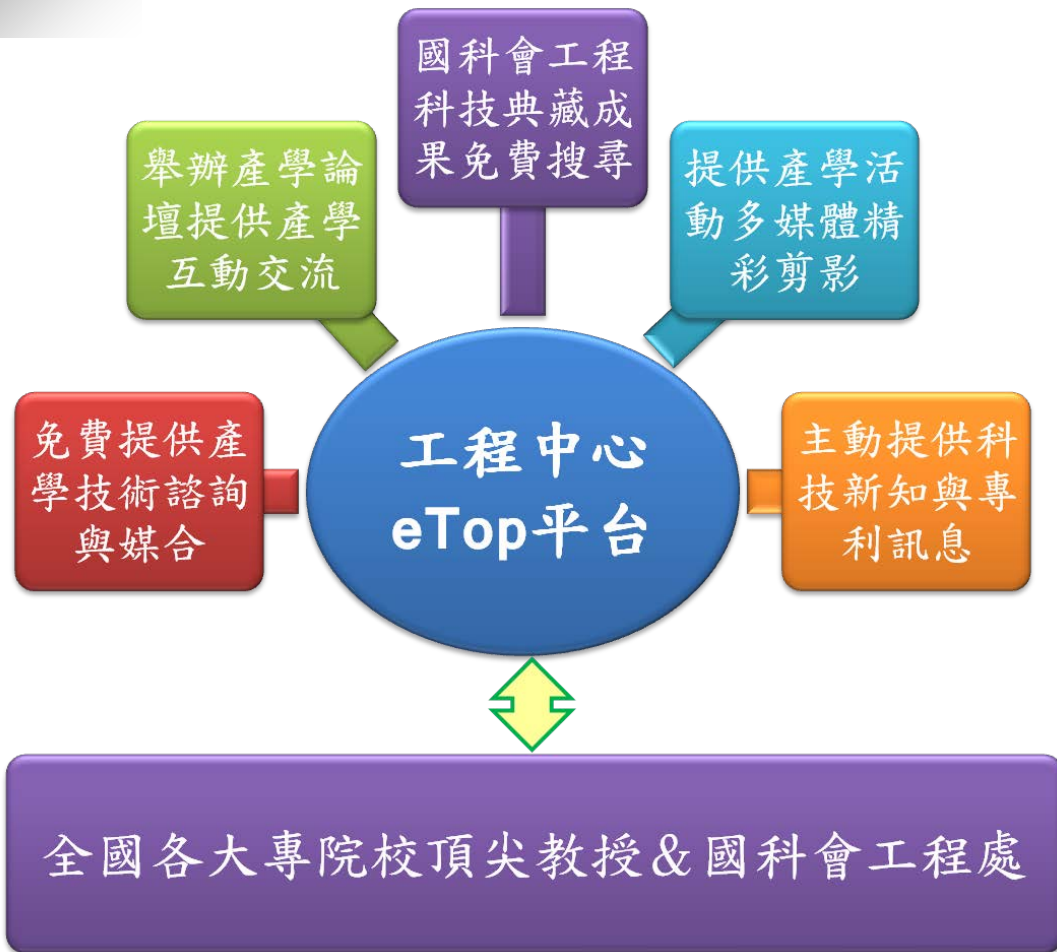 國科會工程
科技典藏成
果免費搜尋
舉辦產學論
壇提供產學
互動交流
提供產學活
動多媒體精
彩剪影
免費提供產
學技術諮詢
與媒合
工程中心
eTop平台
主動提供科
技新知與專
利訊息
全國各大專院校頂尖教授&國科會工程處